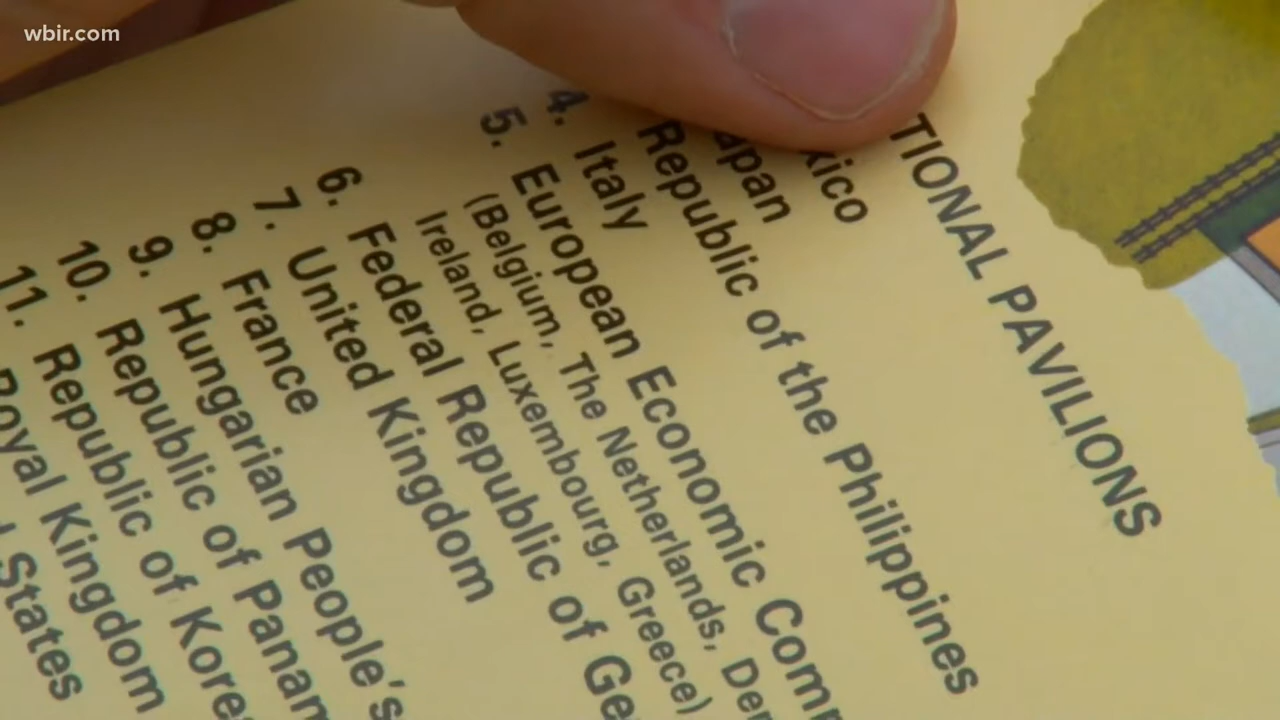 wbir.com
TIONAL PAVILIONS
xico
apan
Republic of the Philippines
4. Italy
5. European Economic Com
(Belgium, The Netherlands, Den
Ireland, Luxembourg, Greece)
6. Federal Republic of Ge
7. United Kingdom
8. France
9. Hungarian People's
10. Republic of Panam
11. Republic of Kore
Royal Kingdom
d States